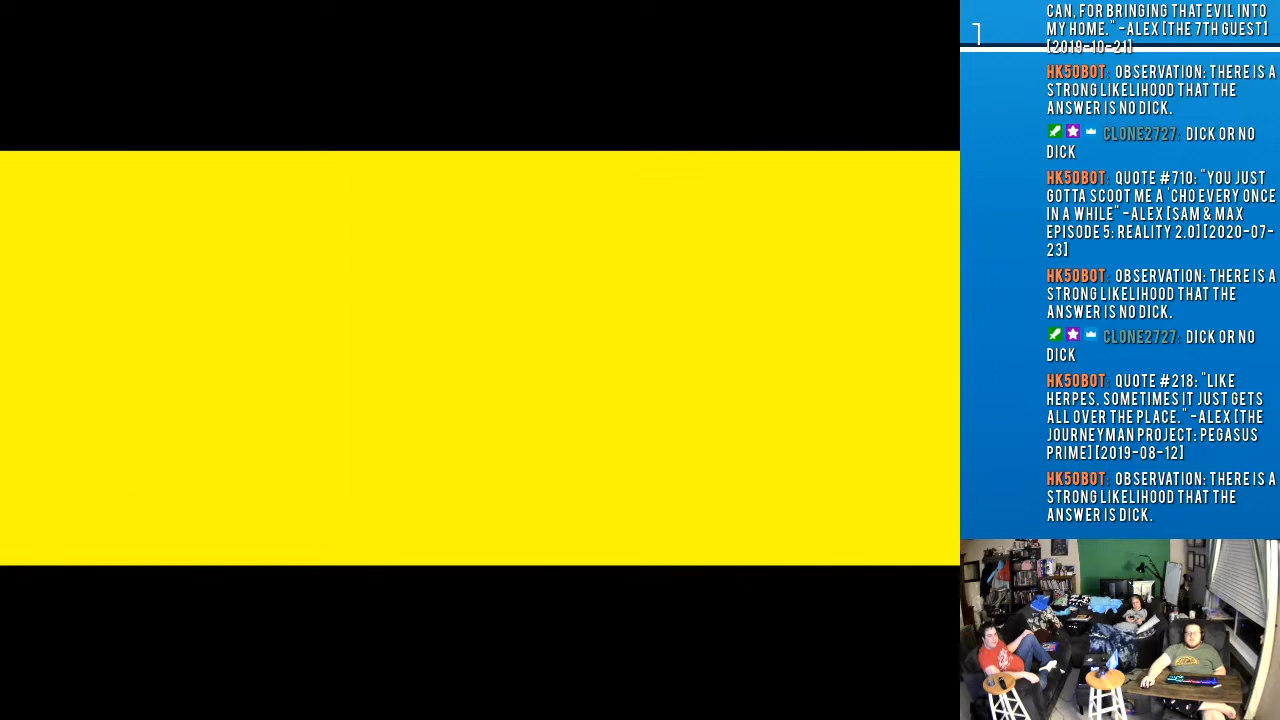 CAN, FOR BRINGING THAT EVIL INTO
MY HOME." -ALEX [THE 7TH GUEST]
[2019-10-21]
1
HK50BOT: OBSERVATION: THERE IS A
STRONG LIKELIHOOD THAT THE
ANSWER IS NO DICK.
CLONE2727: DICK OR NO
DICK
HK50BOT: QUOTE #710: "YOU JUST
GOTTA SCOOT ME A 'CHO EVERY ONCE
IN A WHILE" -ALEX [SAM & MAX
EPISODE 5: REALITY 2.0] [2020-07-
23]
HK50BOT: OBSERVATION: THERE IS A
STRONG LIKELIHOOD THAT THE
ANSWER IS NO DICK.
CLONE2727: DICK OR NO
DICK
HK50BOT: QUOTE #218: "LIKE
HERPES, SOMETIMES IT JUST GETS
ALL OVER THE PLACE." -ALEX [THE
JOURNEYMAN PROJECT: PEGASUS
PRIME] [2019-08-12]
HK50BOT: OBSERVATION: THERE IS A
STRONG LIKELIHOOD THAT THE
ANSWER IS DICK.